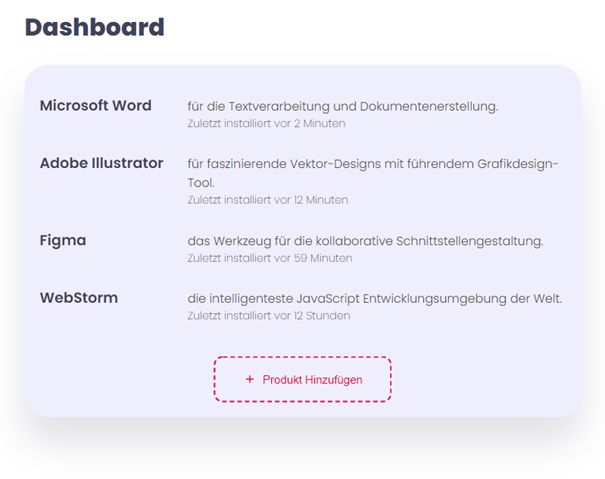 Dashboard
Microsoft Word
für die Textverarbeitung und Dokumentenerstellung.
Zuletzt installiert vor 2 Minuten
Adobe Illustrator
für faszinierende Vektor-Designs mit führendem Grafikdesign-
Tool.
Zuletzt installiert vor 12 Minuten
Figma
das Werkzeug für die kollaborative Schnittstellengestaltung.
Zuletzt installiert vor 59 Minuten
WebStorm
die intelligenteste JavaScript Entwicklungsumgebung der Welt.
Zuletzt installiert vor 12 Stunden
+ Produkt Hinzufügen